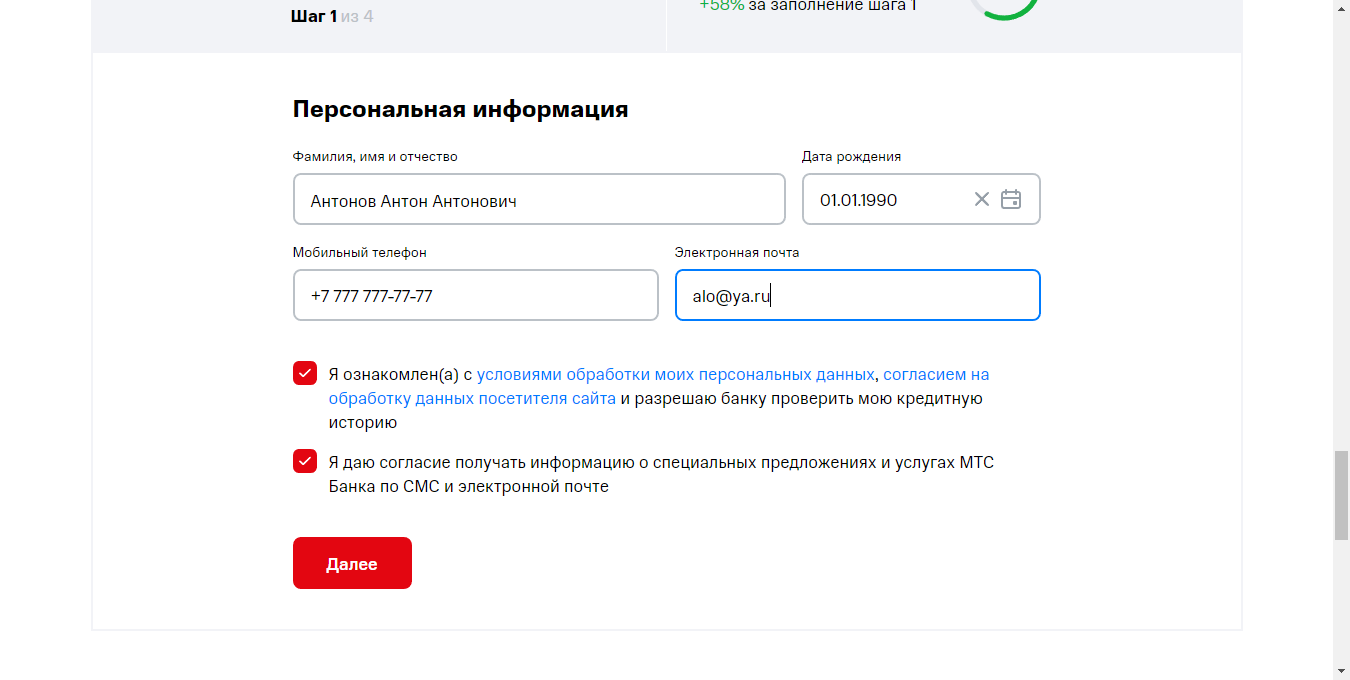 Шаг 1 из 4
+58% за заполнение шага 1
Персональная информация
Фамилия, имя и отчество
Дата рождения
Антонов Антон Антонович
01.01.1990
Мобильный телефон
Электронная почта
+7 777 777-77-77
alo@ya.ru
Я ознакомлен(а) с условиями обработки моих персональных данных, согласием на
обработку данных посетителя сайта и разрешаю банку проверить мою кредитную
историю
Я даю согласие получать информацию о специальных предложениях и услугах МТС
Банка по СМС и электронной почте
Далее